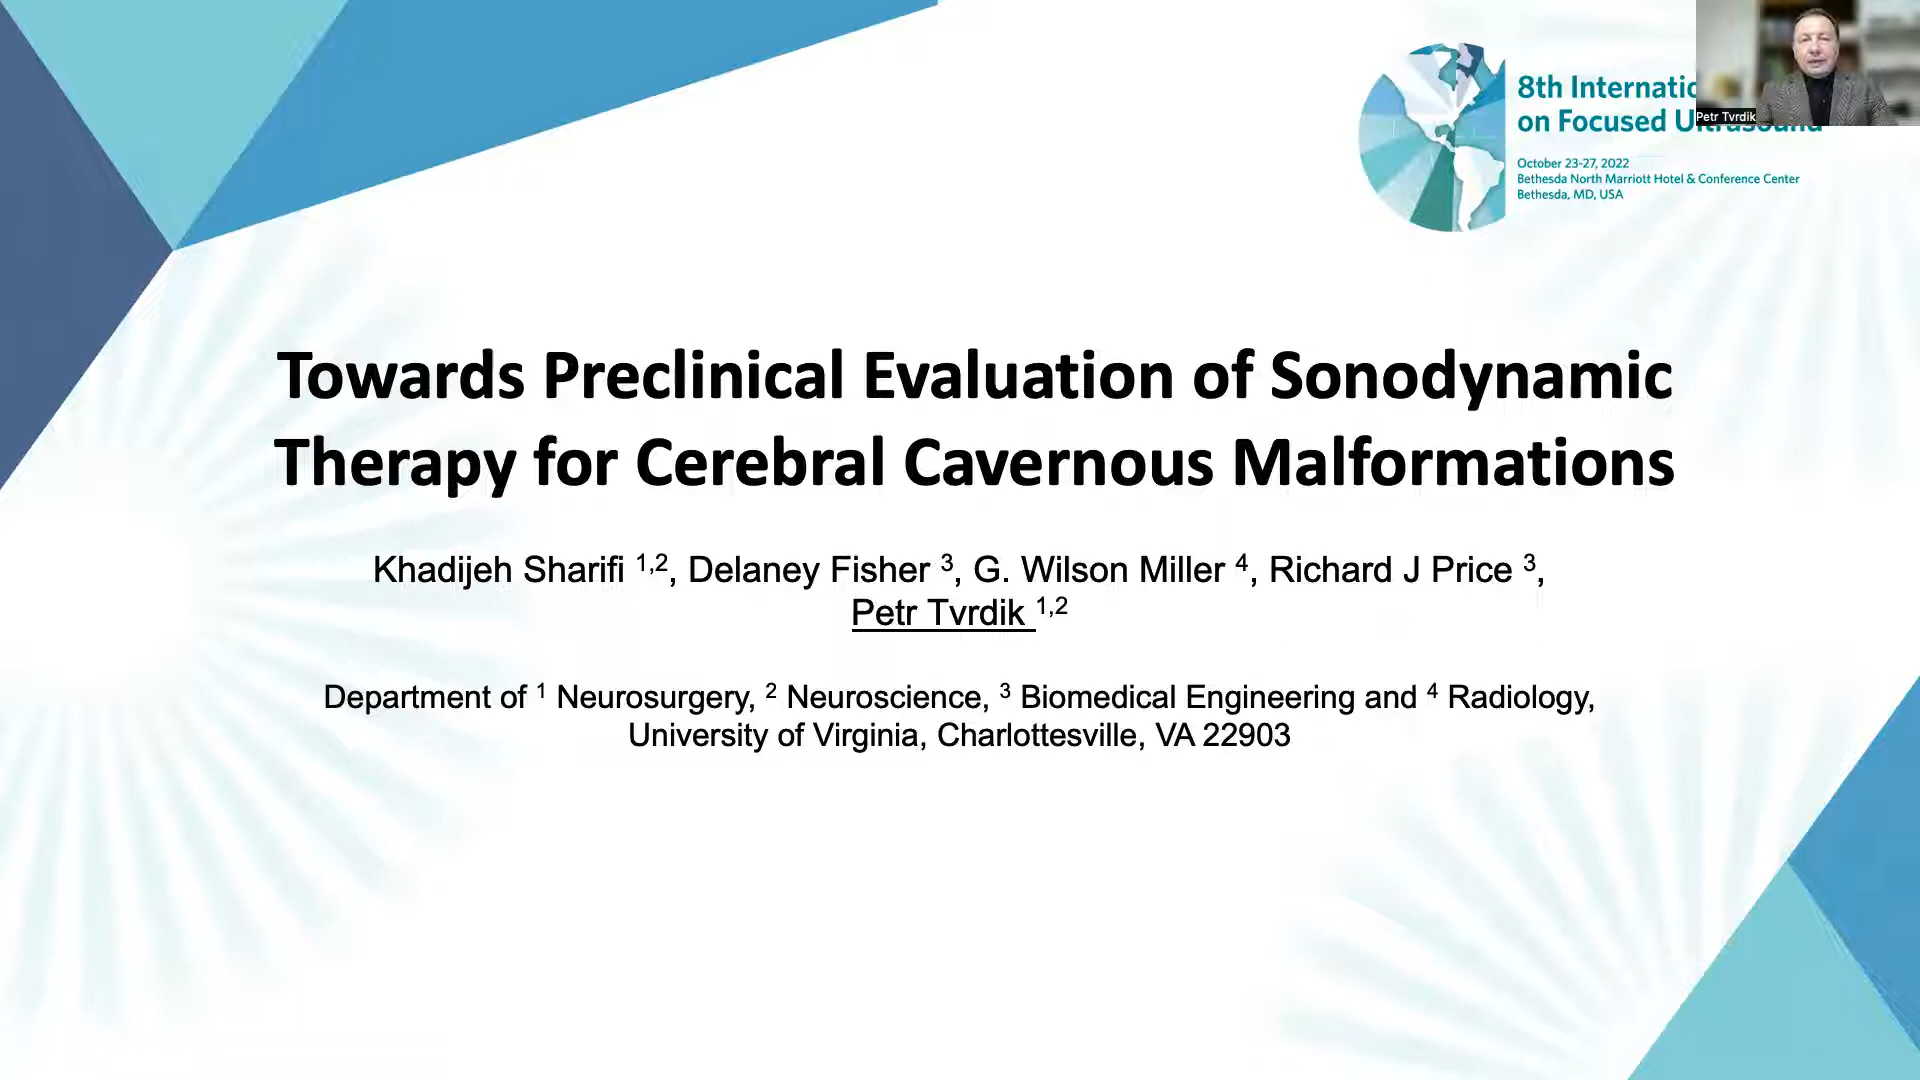 8th Internatio
on Focused Ultrasound
Petr Tvrdik
October 23-27, 2022
Bethesda North Marriott Hotel & Conference Center
Bethesda, MD, USA
Towards Preclinical Evaluation of Sonodynamic
Therapy for Cerebral Cavernous Malformations
Khadijeh Sharifi 1,2, Delaney Fisher 3, G. Wilson Miller 4, Richard J Price 3,
Petr Tvrdik 1,2
Department of 1 Neurosurgery, 2 Neuroscience, 3 Biomedical Engineering and 4 Radiology,
University of Virginia, Charlottesville, VA 22903